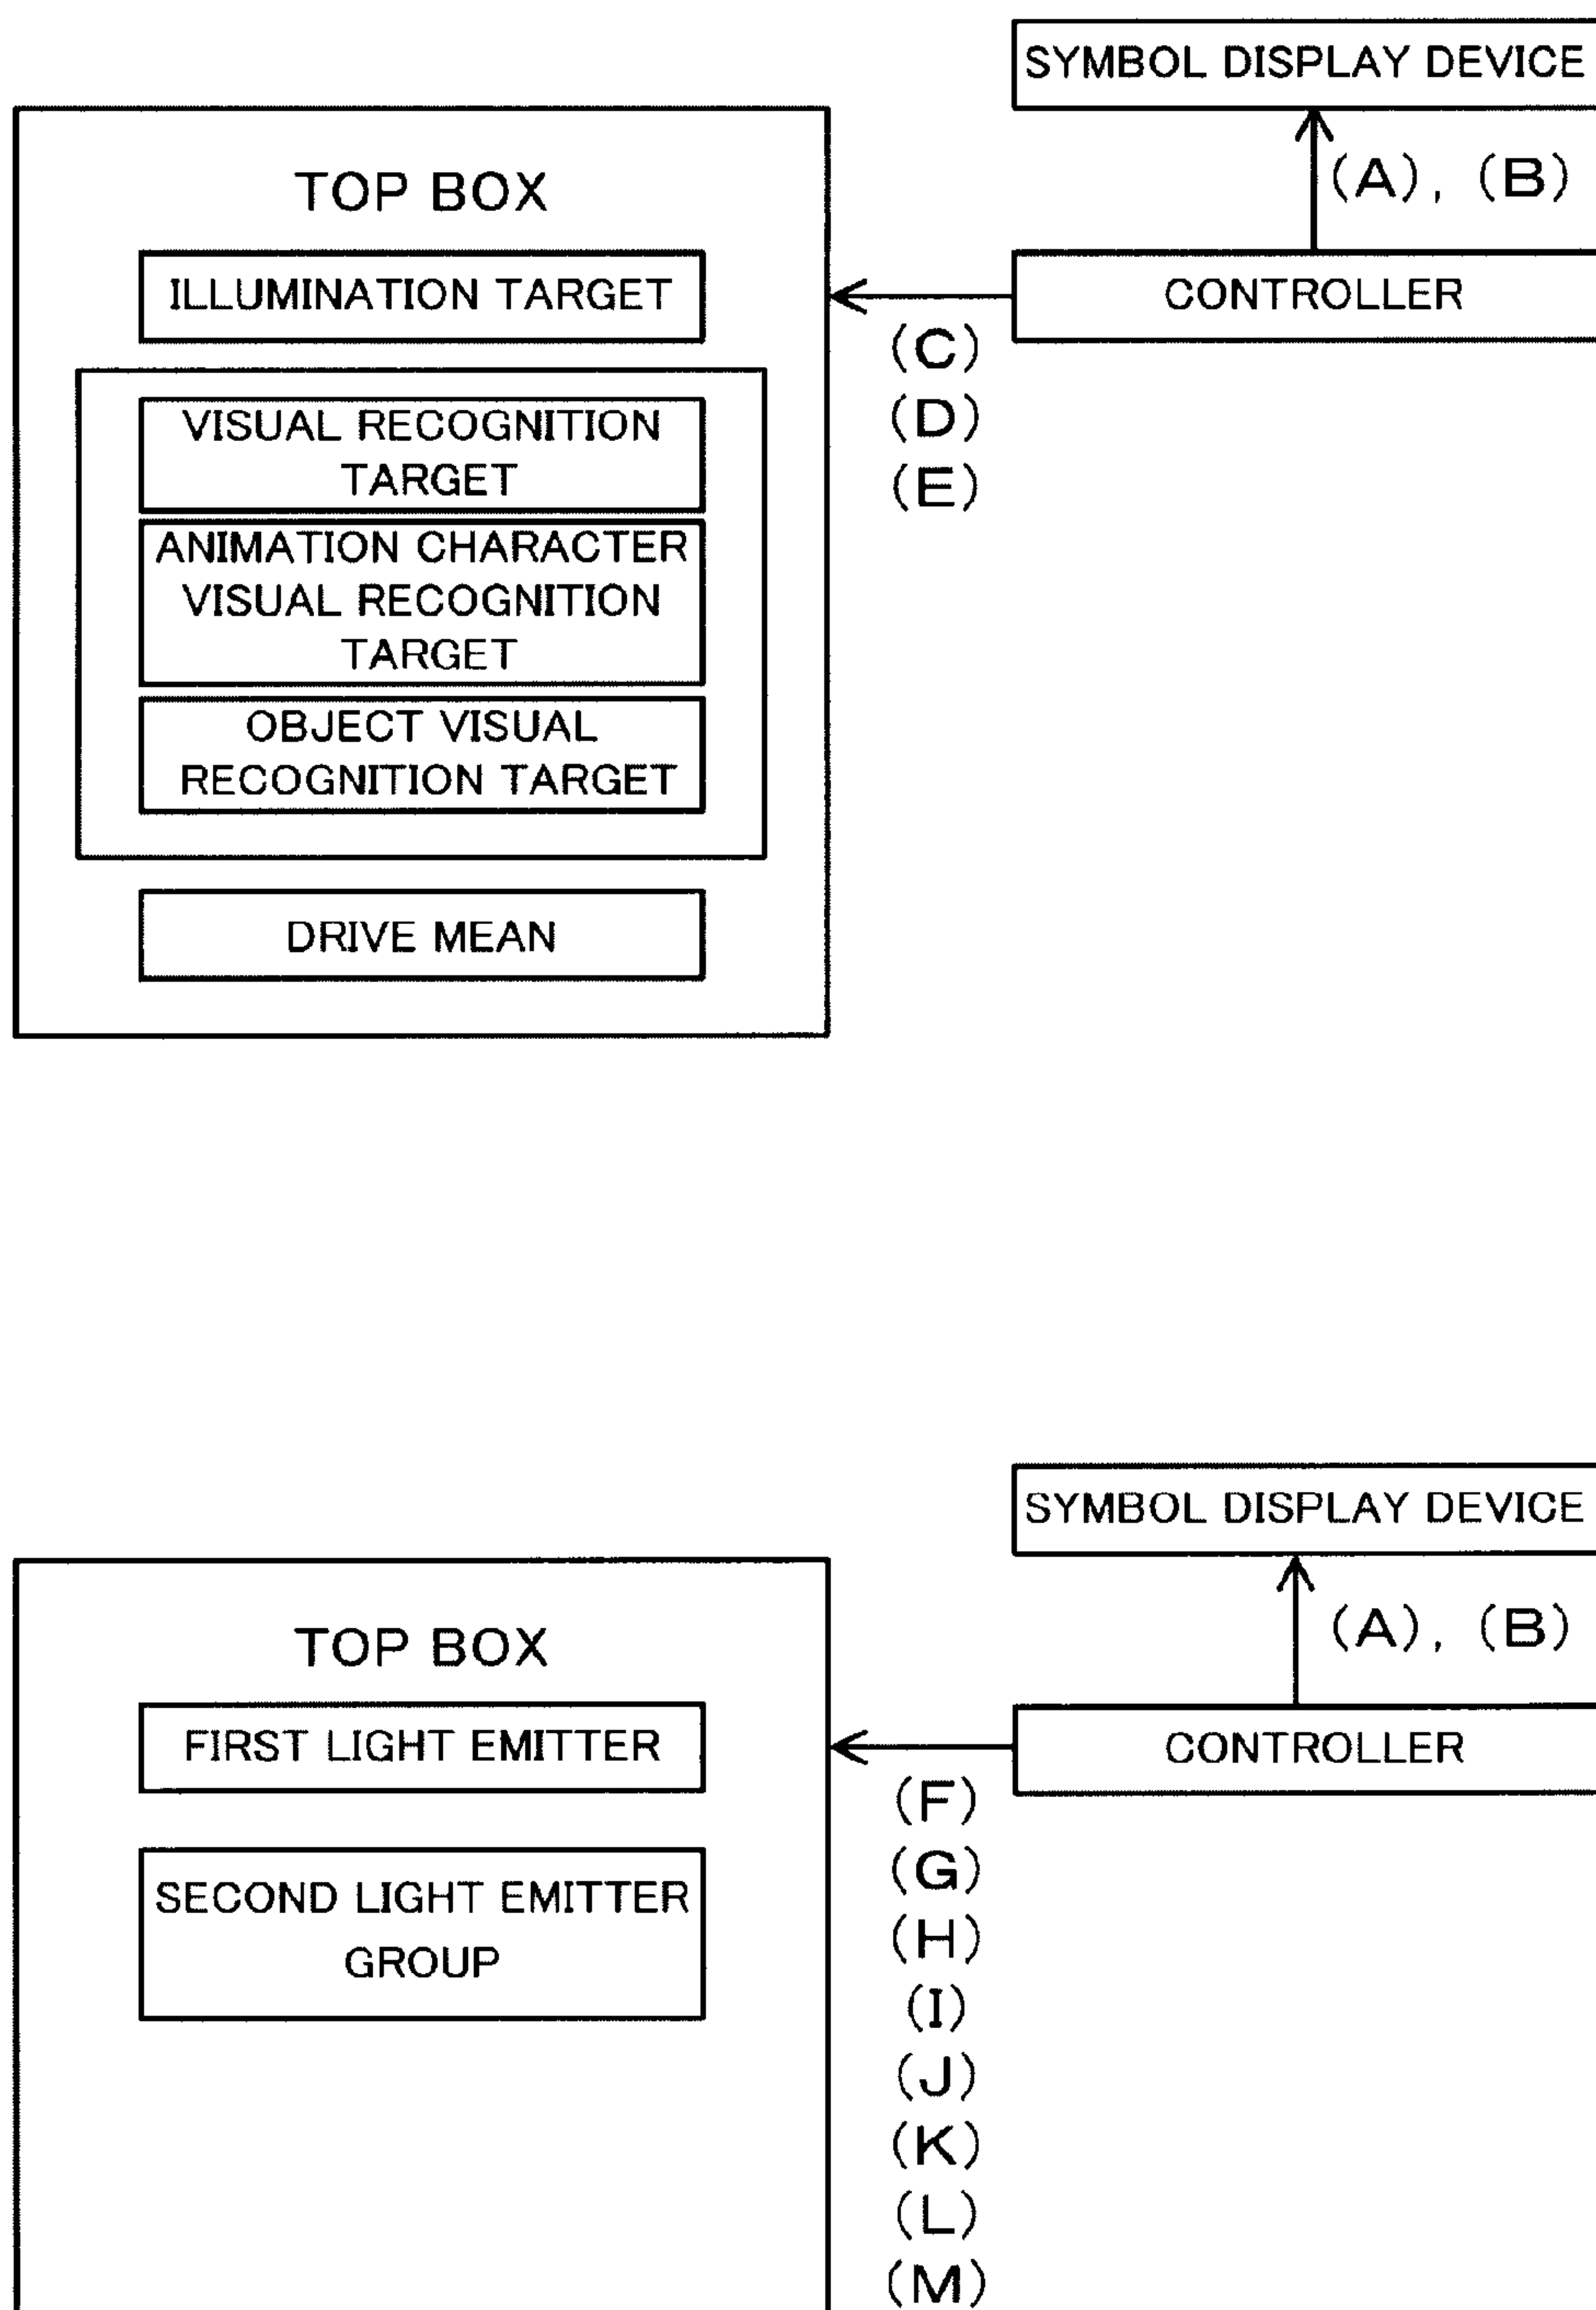 SYMBOL DISPLAY DEVICE
(A), (B)
TOP BOX
ILLUMINATION TARGET
CONTROLLER
(C)
(D)
(E)
VISUAL RECOGNITION
TARGET
ANIMATION CHARACTER
VISUAL RECOGNITION
TARGET
OBJECT VISUAL
RECOGNITION TARGET
DRIVE MEAN
SYMBOL DISPLAY DEVICE
(A), (B)
TOP BOX
FIRST LIGHT EMITTER
CONTROLLER
SECOND LIGHT EMITTER
GROUP
(F)
(G)
(H)
(I)
(J)
(K)
(L)
(M)